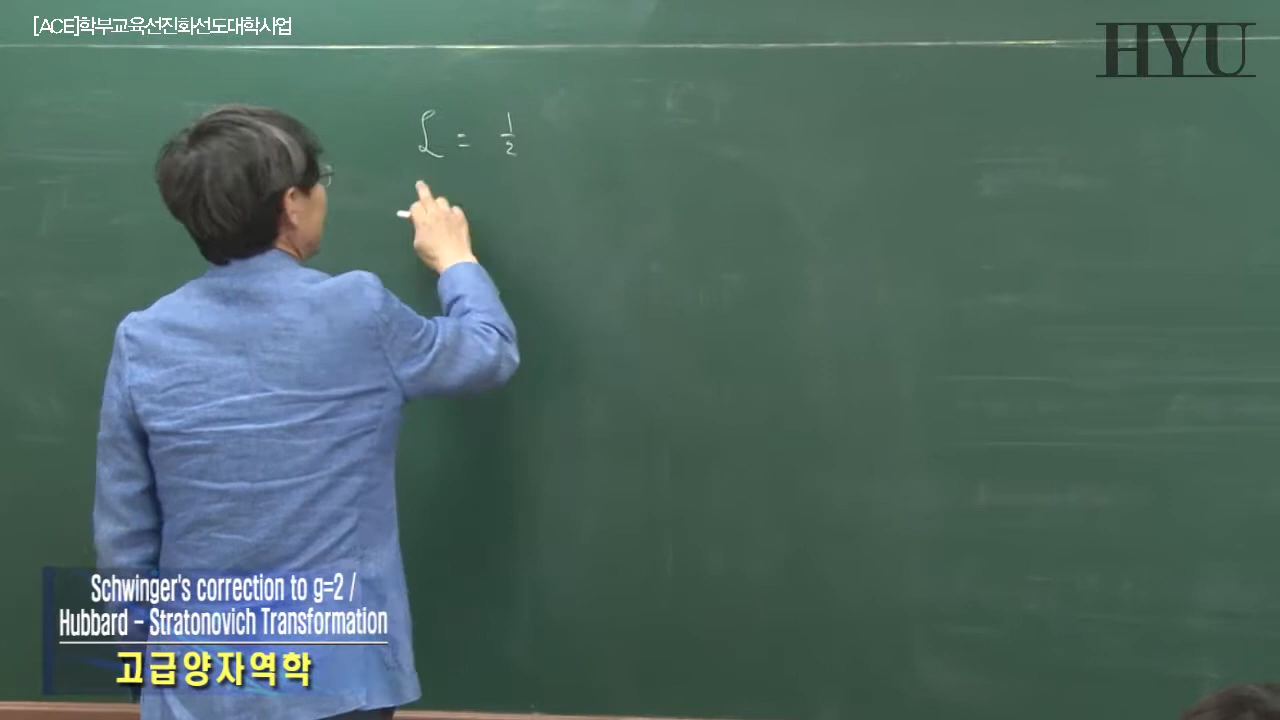 [ACE]학부교육선진화선도대학사업
HYU
ℒ = 1/2
Schwinger's correction to g=2 /
Hubbard - Stratonovich Transformation
고급양자역학